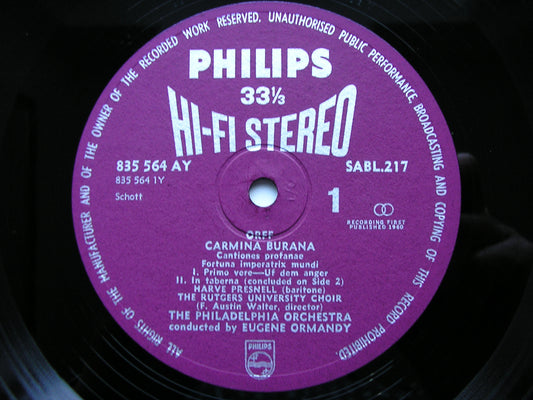 ALL RIGHTS OF THE MANUFACTURER AND OF THE OWNER OF THE RECORDED WORK RESERVED. UNAUTHORISED PUBLIC PERFORMANCE, BROADCASTING AND COPYING OF THIS RECORD PROHIBITED.
PHILIPS
33⅓
HI-FI STEREO
835 564 AY
SABL.217
835 564 1Y
Schott
1
RECORDING FIRST
PUBLISHED 1960
ORFF
CARMINA BURANA
Cantiones profanae
Fortuna imperatrix mundi
I. Primo vere—Uf dem anger
II. In taberna (concluded on Side 2)
HARVE PRESNELL (baritone)
THE RUTGERS UNIVERSITY CHOIR
(F. Austin Walter, director)
THE PHILADELPHIA ORCHESTRA
conducted by EUGENE ORMANDY
PHILIPS